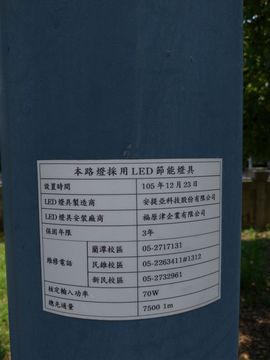 本路燈採用LED節能燈具
設置時間 105年12月23日
LED燈具製造商 安提亞科技股份有限公司
LED燈具安裝廠商 福原津企業有限公司
保固年限 3年
維修電話 蘭潭校區 05-2717131
民雄校區 05-2263411#1312
新民校區 05-2732961
核定輸入功率 70W
總光通量 7500 lm